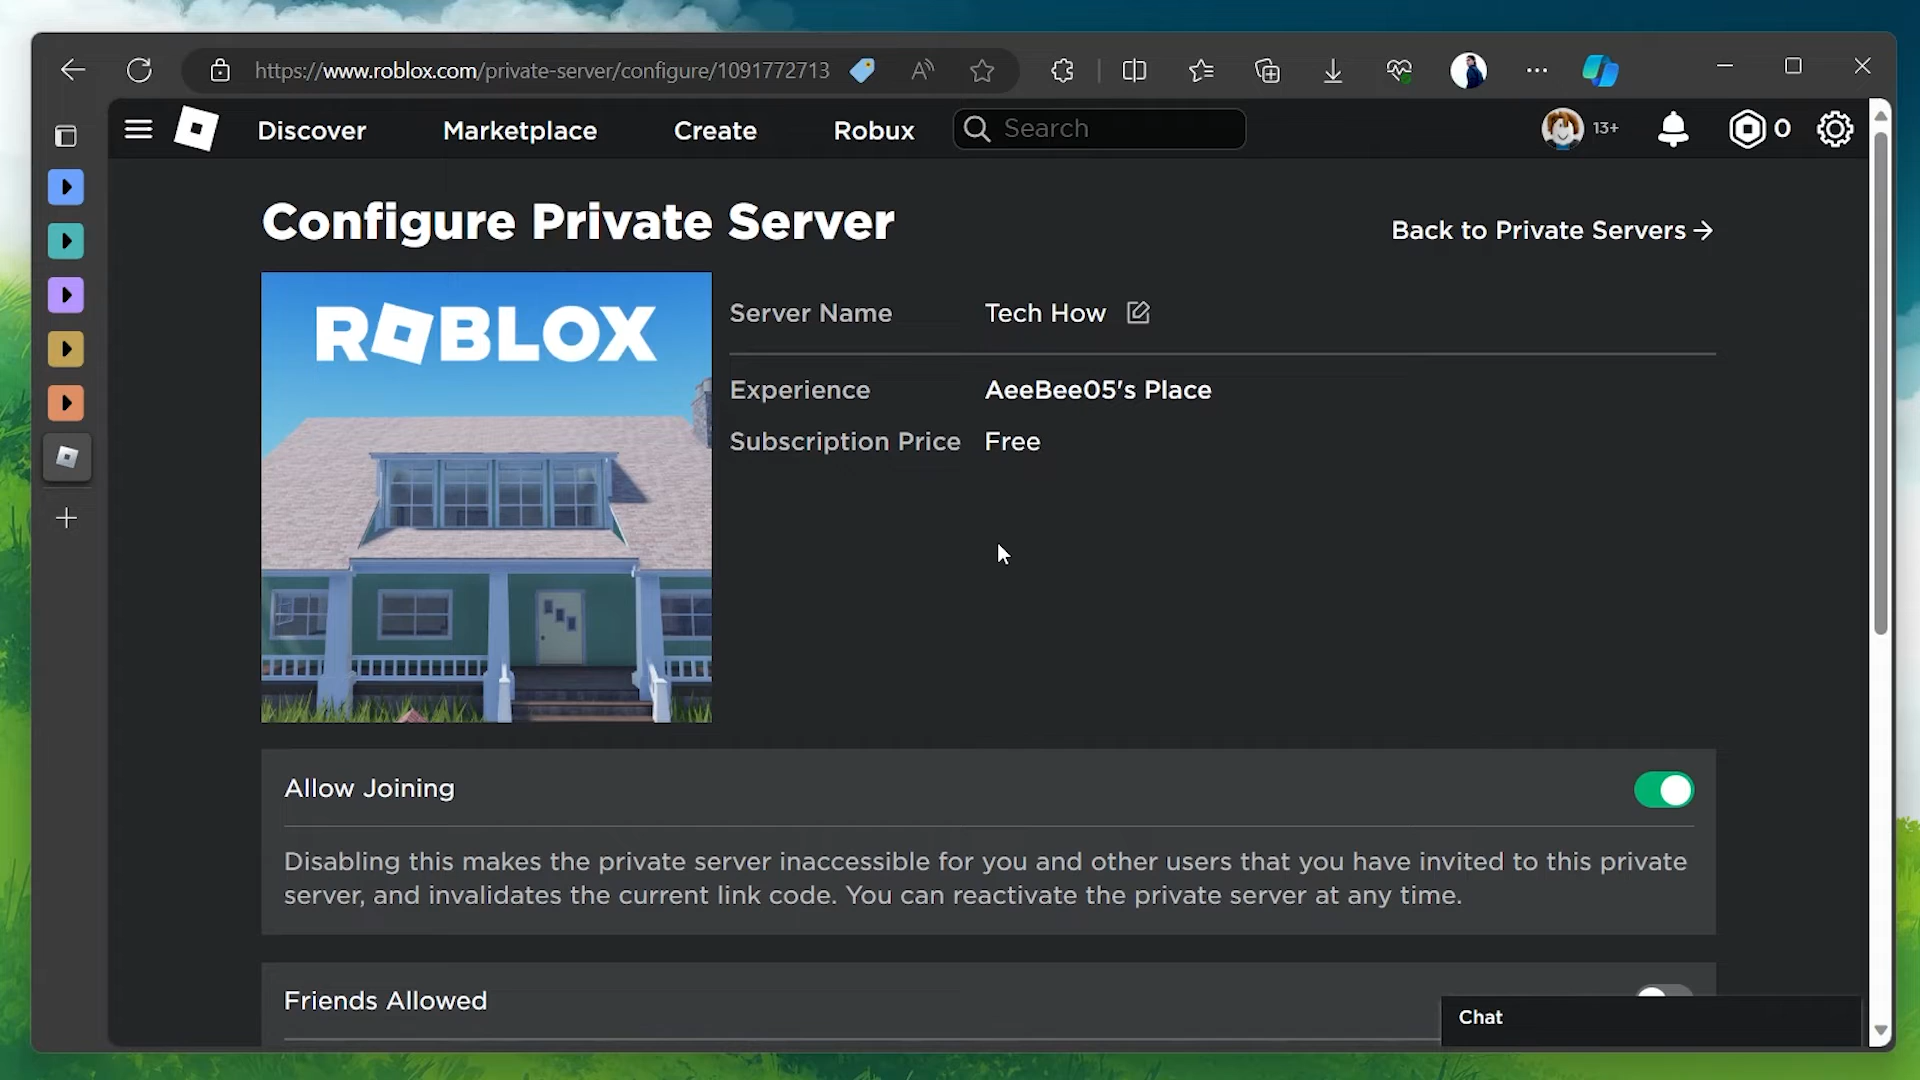 https://www.roblox.com/private-server/configure/1091772713
Discover
Marketplace
Create
Robux
Search
13+
0
Configure Private Server
Back to Private Servers →
ROBLOX
Server Name
Tech How
Experience
AeeBee05's Place
Subscription Price
Free
Allow Joining
Disabling this makes the private server inaccessible for you and other users that you have invited to this private
server, and invalidates the current link code. You can reactivate the private server at any time.
Friends Allowed
Chat